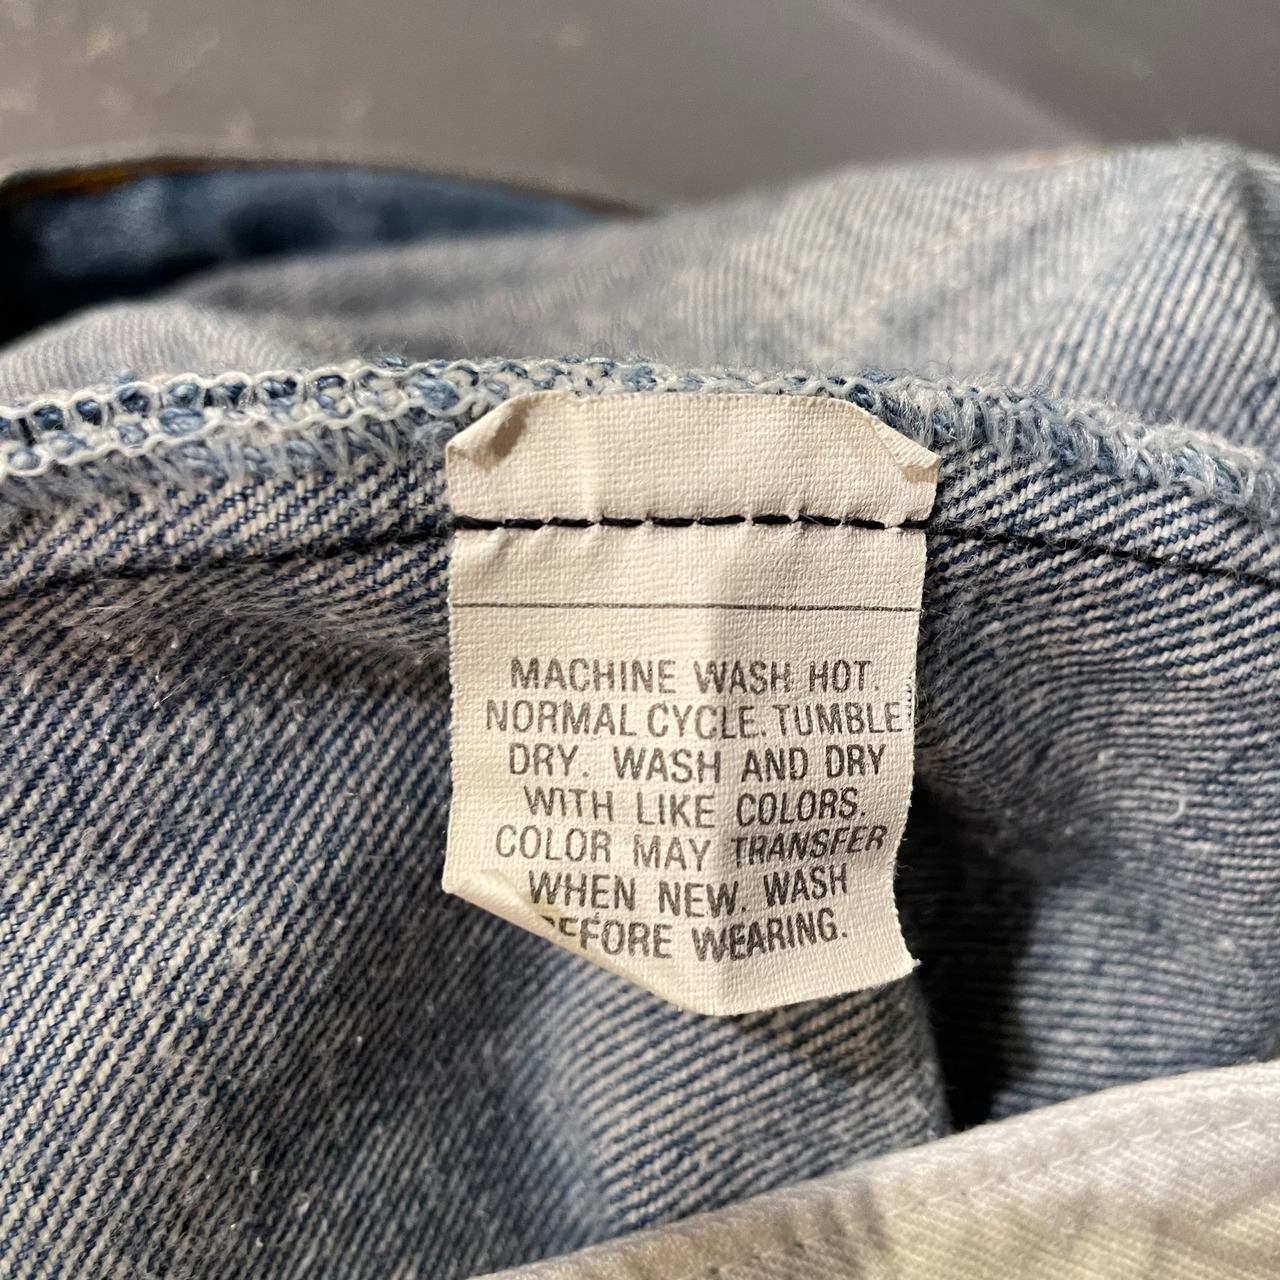 MACHINE WASH HOT.
NORMAL CYCLE. TUMBLE
DRY. WASH AND DRY
WITH LIKE COLORS.
COLOR MAY TRANSFER
WHEN NEW. WASH
BEFORE WEARING.